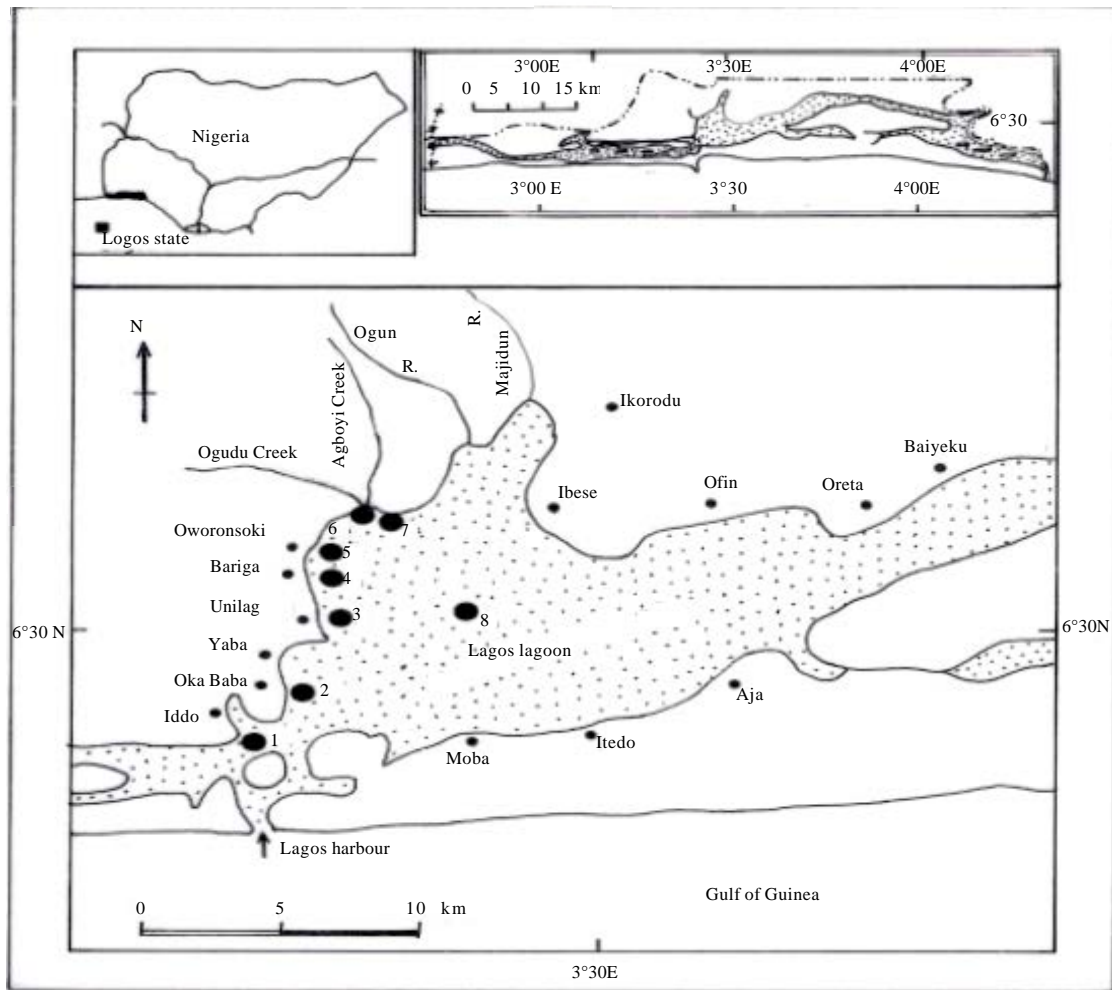 Nigeria
Logos state
3°00'E
3°30'E
4°00'E
0 5 10 15 km
6°30
3°00 E
3°30
4°00E
N
Ogun
R.
R.
Majidun
Agboyi Creek
Ogudu Creek
Ikorodu
Baiyeku
Ofin
Oreta
Ibese
Oworonsoki
6
7
5
Bariga
4
Unilag
3
8
6°30 N
6°30N
Yaba
Lagos lagoon
Oka Baba
2
Aja
Iddo
1
Moba
Itedo
Lagos harbour
Gulf of Guinea
0 5 10 km
3°30E